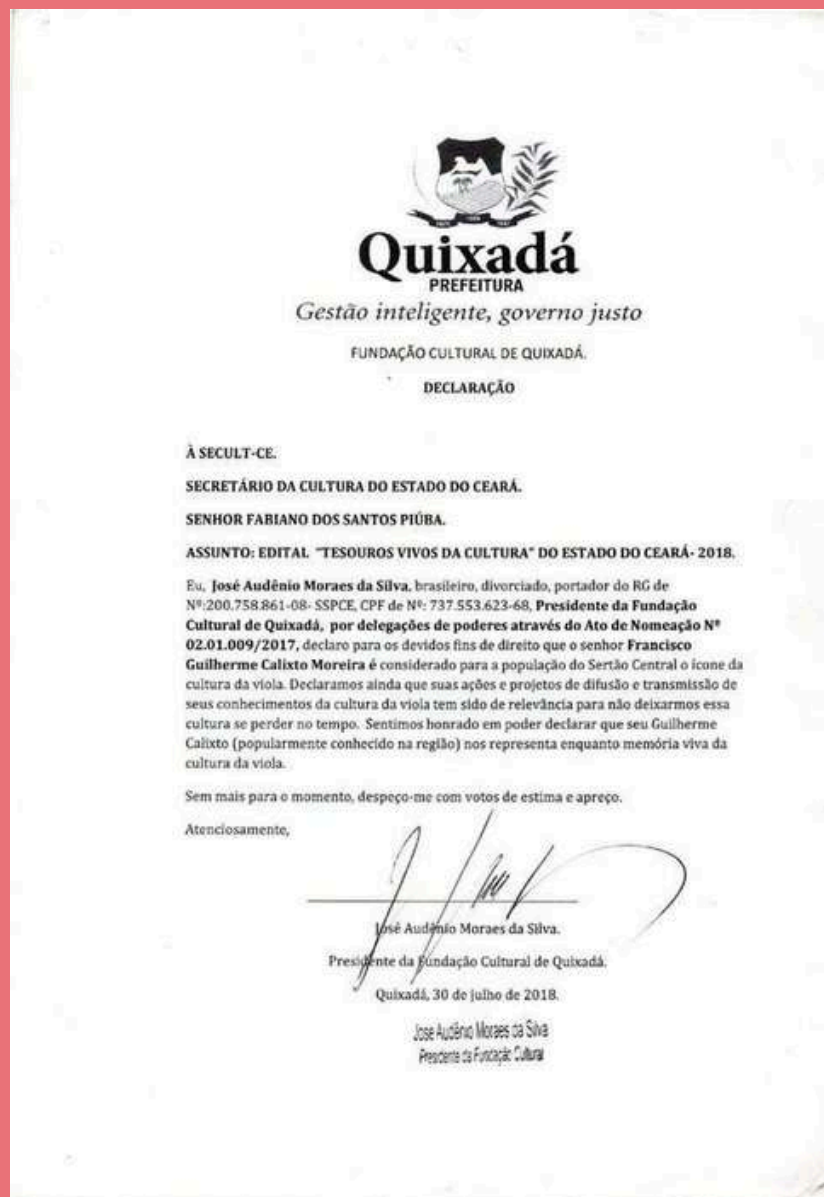 Quixadá
PREFEITURA
Gestão inteligente, governo justo
FUNDAÇÃO CULTURAL DE QUIXADÁ.
DECLARAÇÃO
À SECULT-CE.
SECRETÁRIO DA CULTURA DO ESTADO DO CEARÁ.
SENHOR FABIANO DOS SANTOS PIÚBA.
ASSUNTO: EDITAL "TESOUROS VIVOS DA CULTURA" DO ESTADO DO CEARÁ- 2018.
Eu, José Audênio Moraes da Silva, brasileiro, divorciado, portador do RG de
Nº:200.758.861-08- SSPCE, CPF de Nº: 737.553.623-68, Presidente da Fundação
Cultural de Quixadá, por delegações de poderes através do Ato de Nomeação Nº
02.01.009/2017, declaro para os devidos fins de direito que o senhor Francisco
Guilherme Calixto Moreira é considerado para a população do Sertão Central o ícone da
cultura da viola. Declaramos ainda que suas ações e projetos de difusão e transmissão de
seus conhecimentos da cultura da viola tem sido de relevância para não deixarmos essa
cultura se perder no tempo. Sentimos honrado em poder declarar que seu Guilherme
Calixto (popularmente conhecido na região) nos representa enquanto memória viva da
cultura da viola.
Sem mais para o momento, despeço-me com votos de estima e apreço.
Atenciosamente,
José Audênio Moraes da Silva.
Presidente da Fundação Cultural de Quixadá.
Quixadá, 30 de julho de 2018.
Jose Audênio Moraes da Silva
Presidente da Fundação Cultural